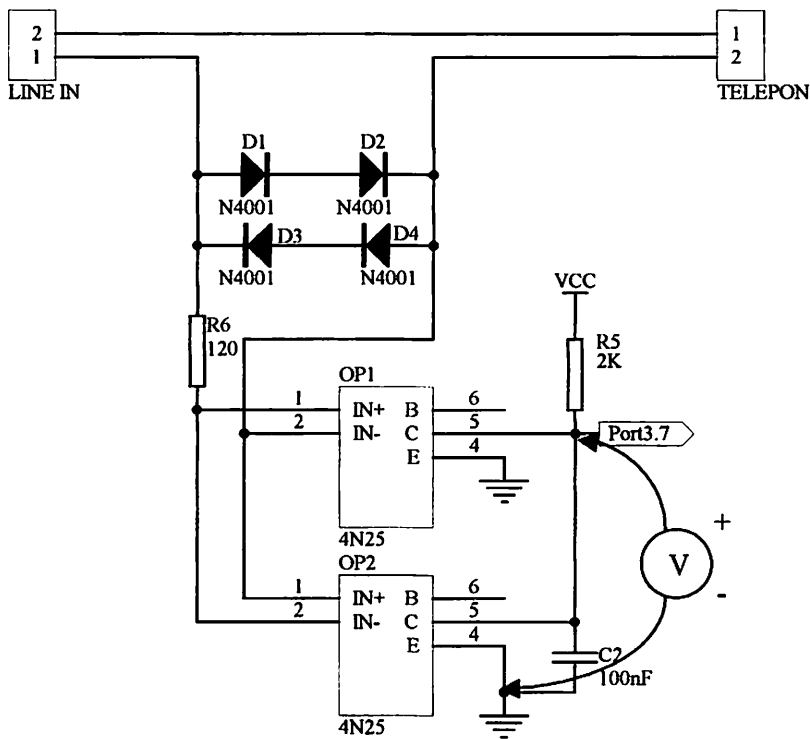 2
1
LINE IN
1
2
TELEPON
D1
D2
N4001
N4001
D3
D4
N4001
N4001
VCC
R6
120
R5
2K
OP1
1
2
IN+
IN-
B
C
E
6
5
4
Port3.7
4N25
OP2
1
2
IN+
IN-
B
C
E
6
5
4
+
V
-
C2
100nF
4N25